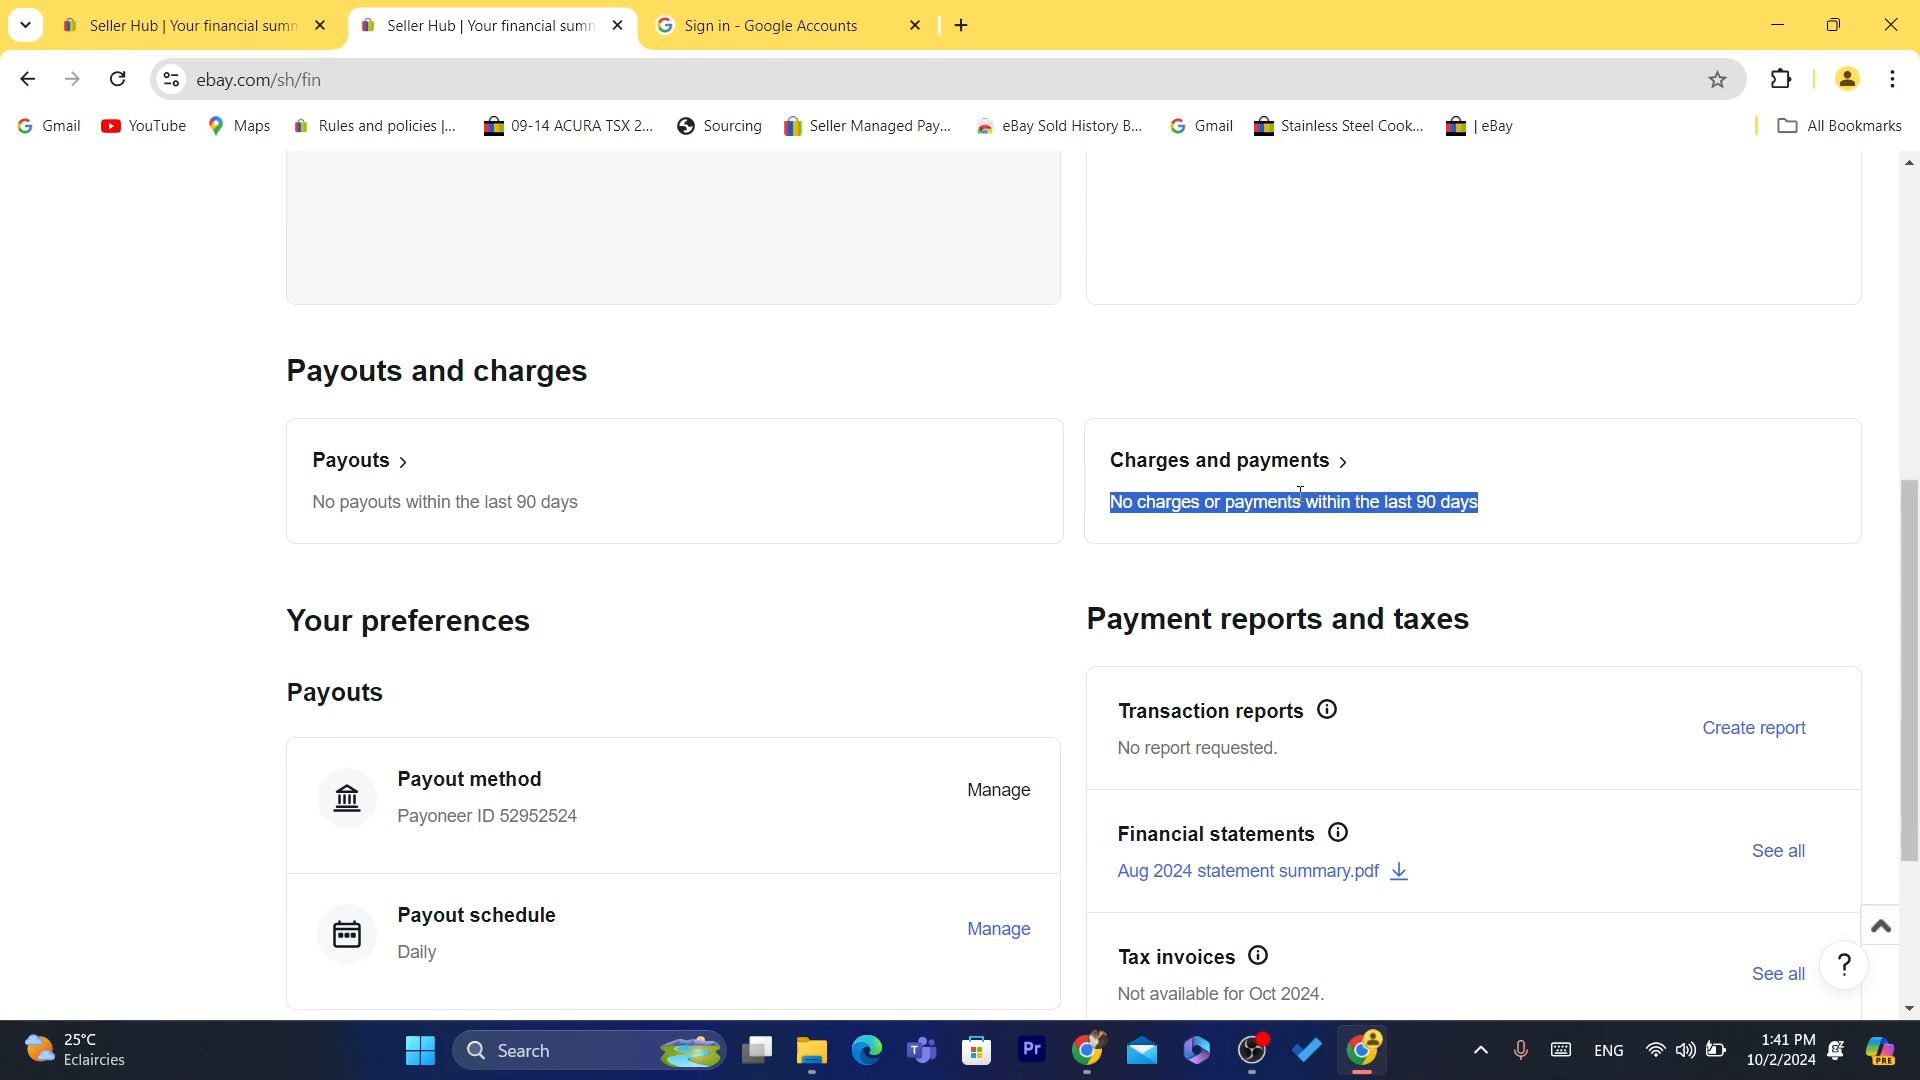 Seller Hub | Your financial summ
Seller Hub | Your financial summ
Sign in - Google Accounts
ebay.com/sh/fin
Gmail
YouTube
Maps
Rules and policies |...
09-14 ACURA TSX 2...
Sourcing
Seller Managed Pay...
eBay Sold History B...
Gmail
Stainless Steel Cook...
| eBay
All Bookmarks
Payouts and charges
Payouts
No payouts within the last 90 days
Charges and payments
No charges or payments within the last 90 days
Your preferences
Payouts
Payout method
Payoneer ID 52952524
Manage
Payout schedule
Daily
Manage
Payment reports and taxes
Transaction reports
No report requested.
Create report
Financial statements
Aug 2024 statement summary.pdf
See all
Tax invoices
Not available for Oct 2024.
See all
?
25°C
Eclaircies
Search
Pr
ENG
1:41 PM
10/2/2024
PRE